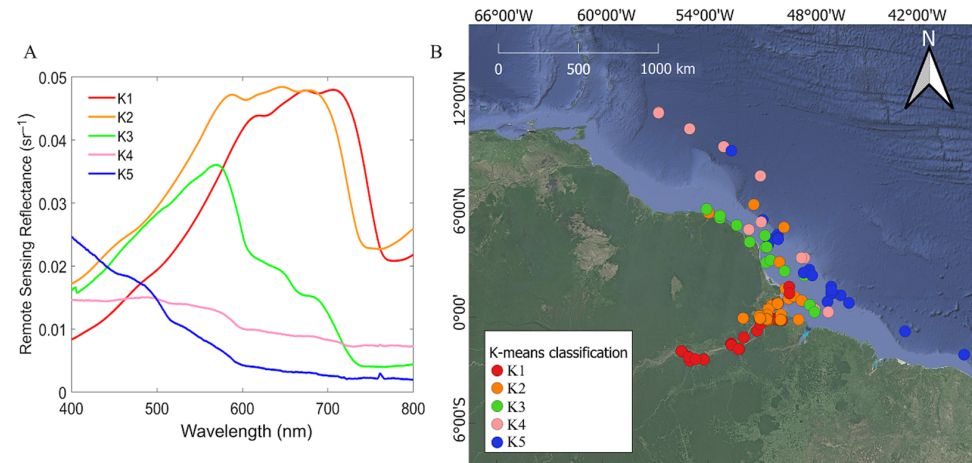 A
0.05
0.04
0.03
0.02
0.01
0
400
500
600
700
800
Wavelength (nm)
Remote Sensing Reflectance (sr⁻¹)
K1
K2
K3
K4
K5
B
66°00'W 60°00'W 54°00'W 48°00'W 42°00'W
12°00'N
6°00'N
0°00'
6°00'S
0 500 1000 km
N
K-means classification
K1
K2
K3
K4
K5